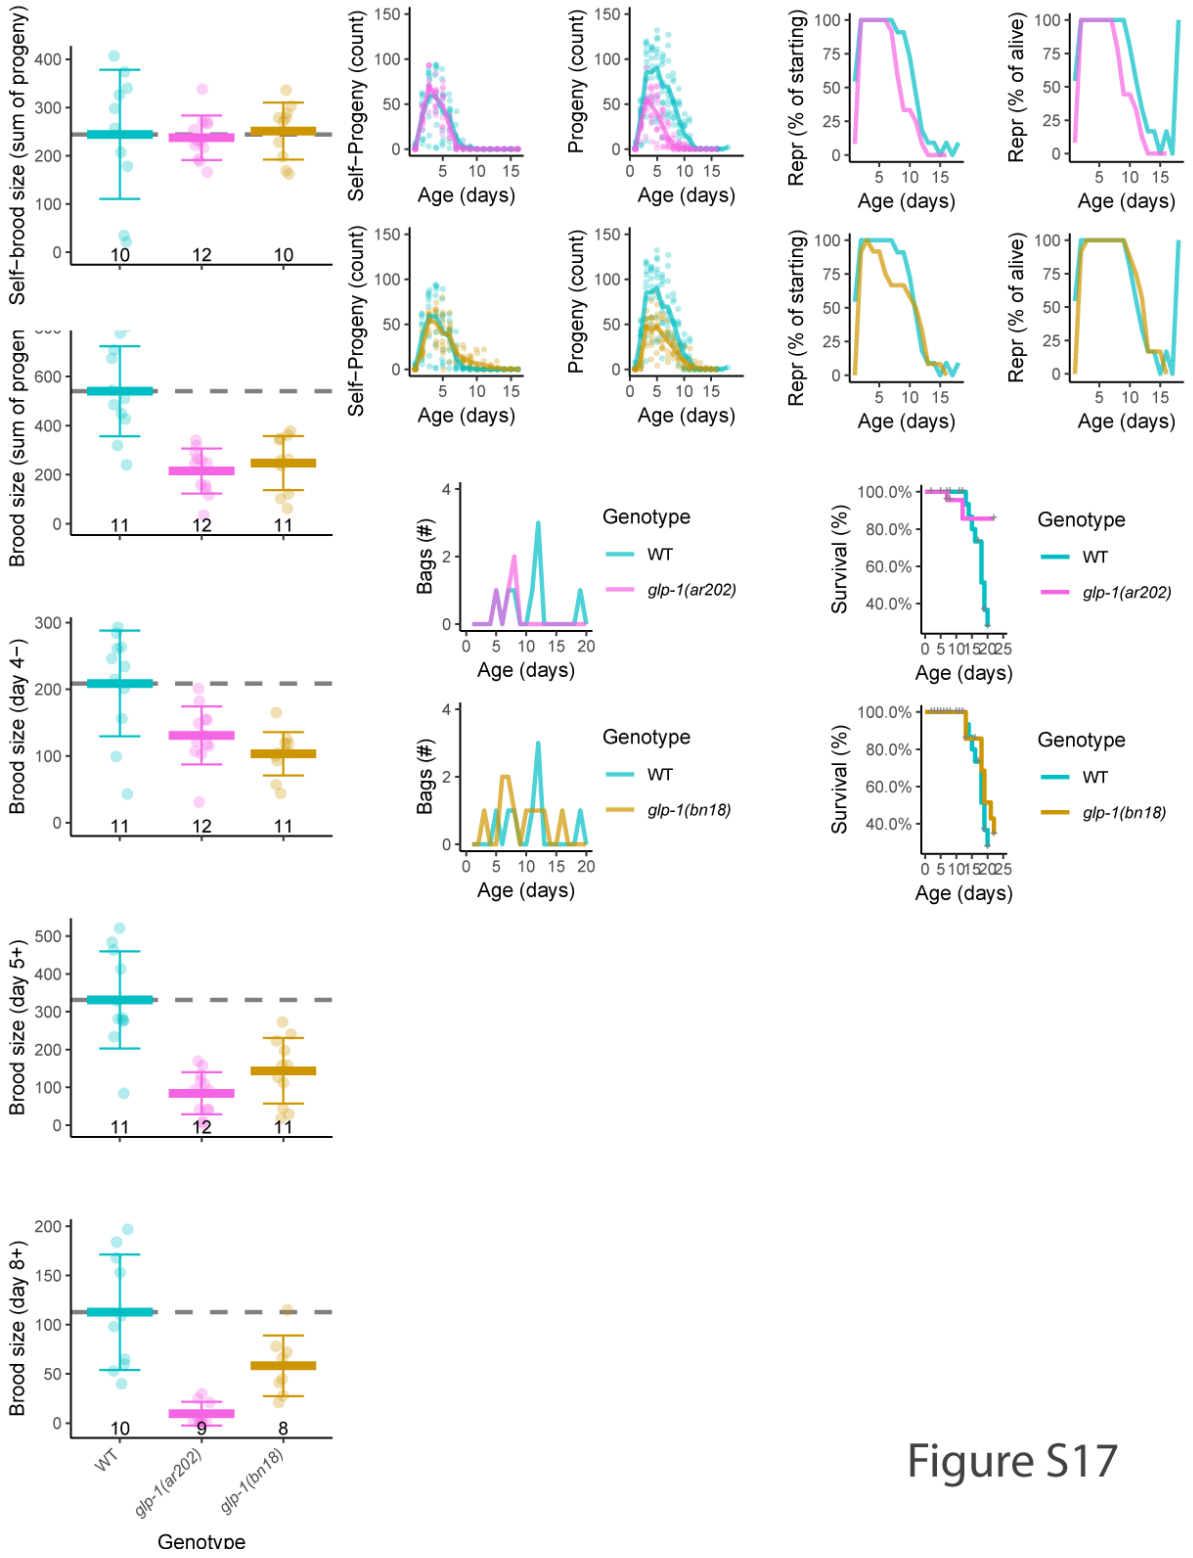 Self−brood size (sum of progeny)
400
300
200
100
0
10
12
10
Brood size (sum of progen
600
400
200
0
11
12
11
Brood size (day 4−)
300
200
100
0
11
12
11
Brood size (day 5+)
500
400
300
200
100
0
11
12
11
Brood size (day 8+)
200
150
100
50
0
10
9
8
WT
glp-1(ar202)
glp-1(bn18)
Genotype
Self−Progeny (count)
150
100
50
0
5 10 15
Age (days)
Progeny (count)
150
100
50
0
0 5 10 15
Age (days)
Repr (% of starting)
100
75
50
25
0
5 10 15
Age (days)
Repr (% of alive)
100
75
50
25
0
5 10 15
Age (days)
Self−Progeny (count)
150
100
50
0
5 10 15
Age (days)
Progeny (count)
150
100
50
0
0 5 10 15
Age (days)
Repr (% of starting)
100
75
50
25
0
5 10 15
Age (days)
Repr (% of alive)
100
75
50
25
0
5 10 15
Age (days)
Bags (#)
4
2
0
0 5 10 15 20
Age (days)
Genotype
WT
glp-1(ar202)
Survival (%)
100.0%
80.0%
60.0%
40.0%
0 5 10 15 20 25
Age (days)
Genotype
WT
glp-1(ar202)
Bags (#)
4
2
0
0 5 10 15 20
Age (days)
Genotype
WT
glp-1(bn18)
Survival (%)
100.0%
80.0%
60.0%
40.0%
0 5 10 15 20 25
Age (days)
Genotype
WT
glp-1(bn18)
Figure S17